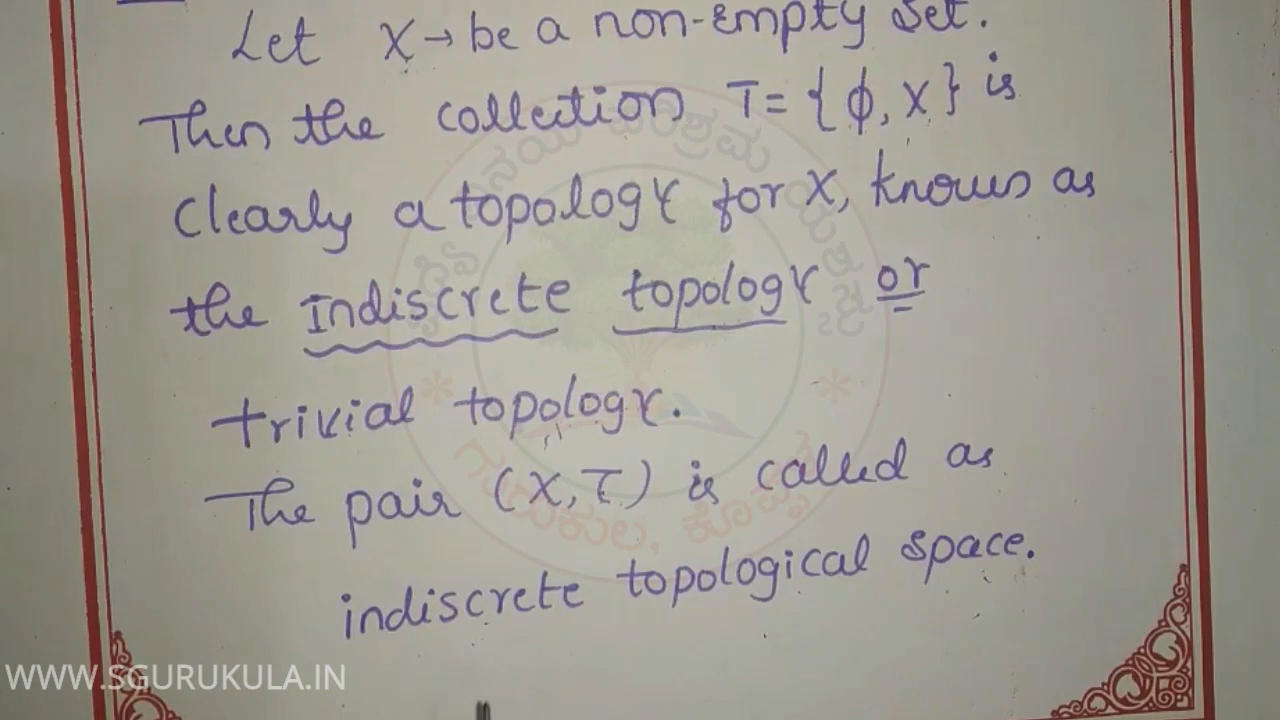 Let X → be a non-empty set.
Then the collection T = {ϕ, X} is
clearly a topology for X, known as
the Indiscrete topology or
trivial topology.
The pair (X, T) is called as
indiscrete topological space.
WWW.SGURUKULA.IN